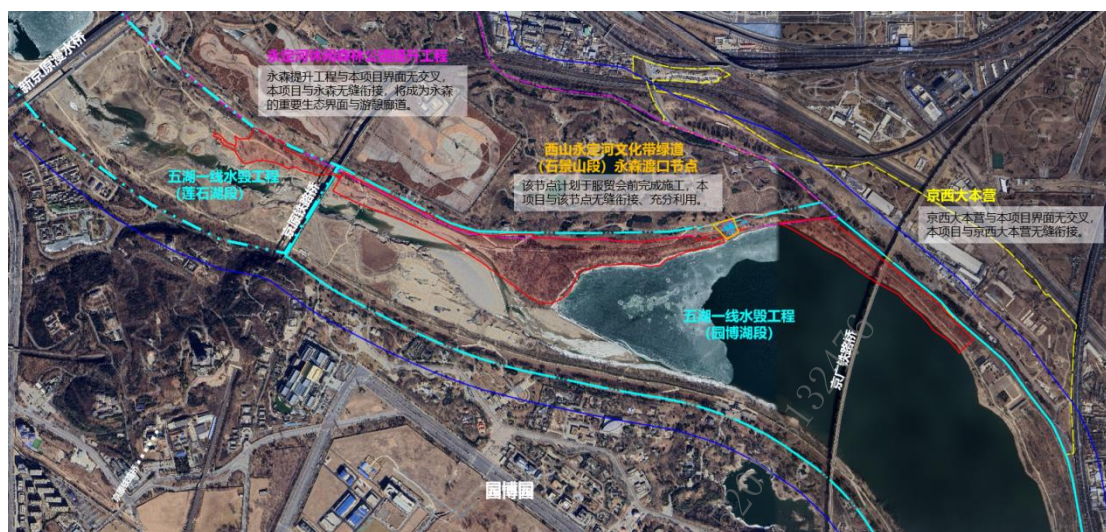 新京原漫水桥
永定河休闲森林公园提升工程
永森提升工程与本项目界面无交叉，
本项目与永森无缝衔接，将成为永森
的重要生态界面与游憩廊道。
五湖一线水毁工程
（莲石湖段）
京原铁路桥
西山永定河文化带绿道
（石景山段）永森渡口节点
该节点计划于服贸会前完成施工，本
项目与该节点无缝衔接、充分利用。
京西大本营
京西大本营与本项目界面无交叉，
本项目与京西大本营无缝衔接。
五湖一线水毁工程
（园博湖段）
京广铁路桥
园博园